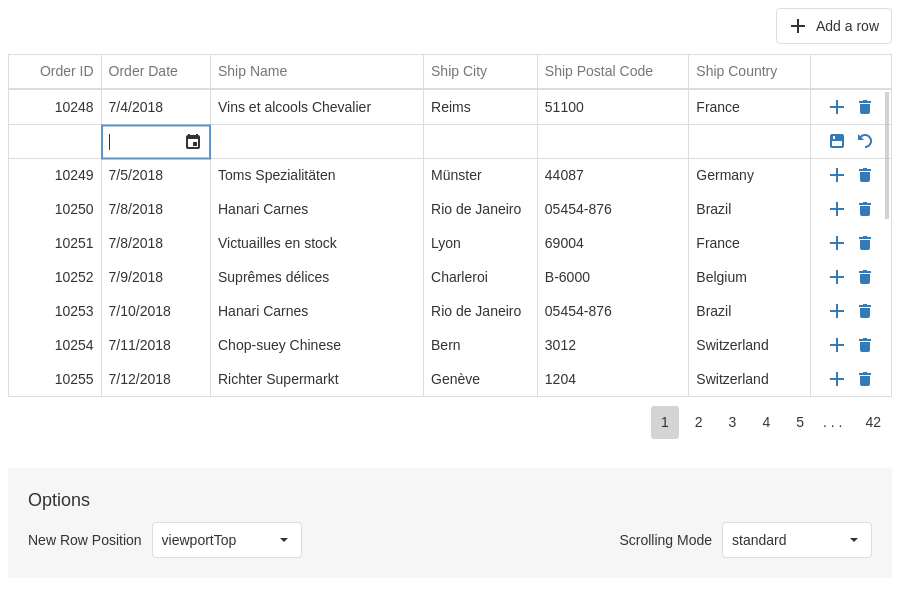 Add a row
Order ID Order Date Ship Name Ship City Ship Postal Code Ship Country
10248 7/4/2018 Vins et alcools Chevalier Reims 51100 France
10249 7/5/2018 Toms Spezialitäten Münster 44087 Germany
10250 7/8/2018 Hanari Carnes Rio de Janeiro 05454-876 Brazil
10251 7/8/2018 Victuailles en stock Lyon 69004 France
10252 7/9/2018 Suprêmes délices Charleroi B-6000 Belgium
10253 7/10/2018 Hanari Carnes Rio de Janeiro 05454-876 Brazil
10254 7/11/2018 Chop-suey Chinese Bern 3012 Switzerland
10255 7/12/2018 Richter Supermarkt Genève 1204 Switzerland
1 2 3 4 5 . . . 42
Options
New Row Position viewportTop Scrolling Mode standard